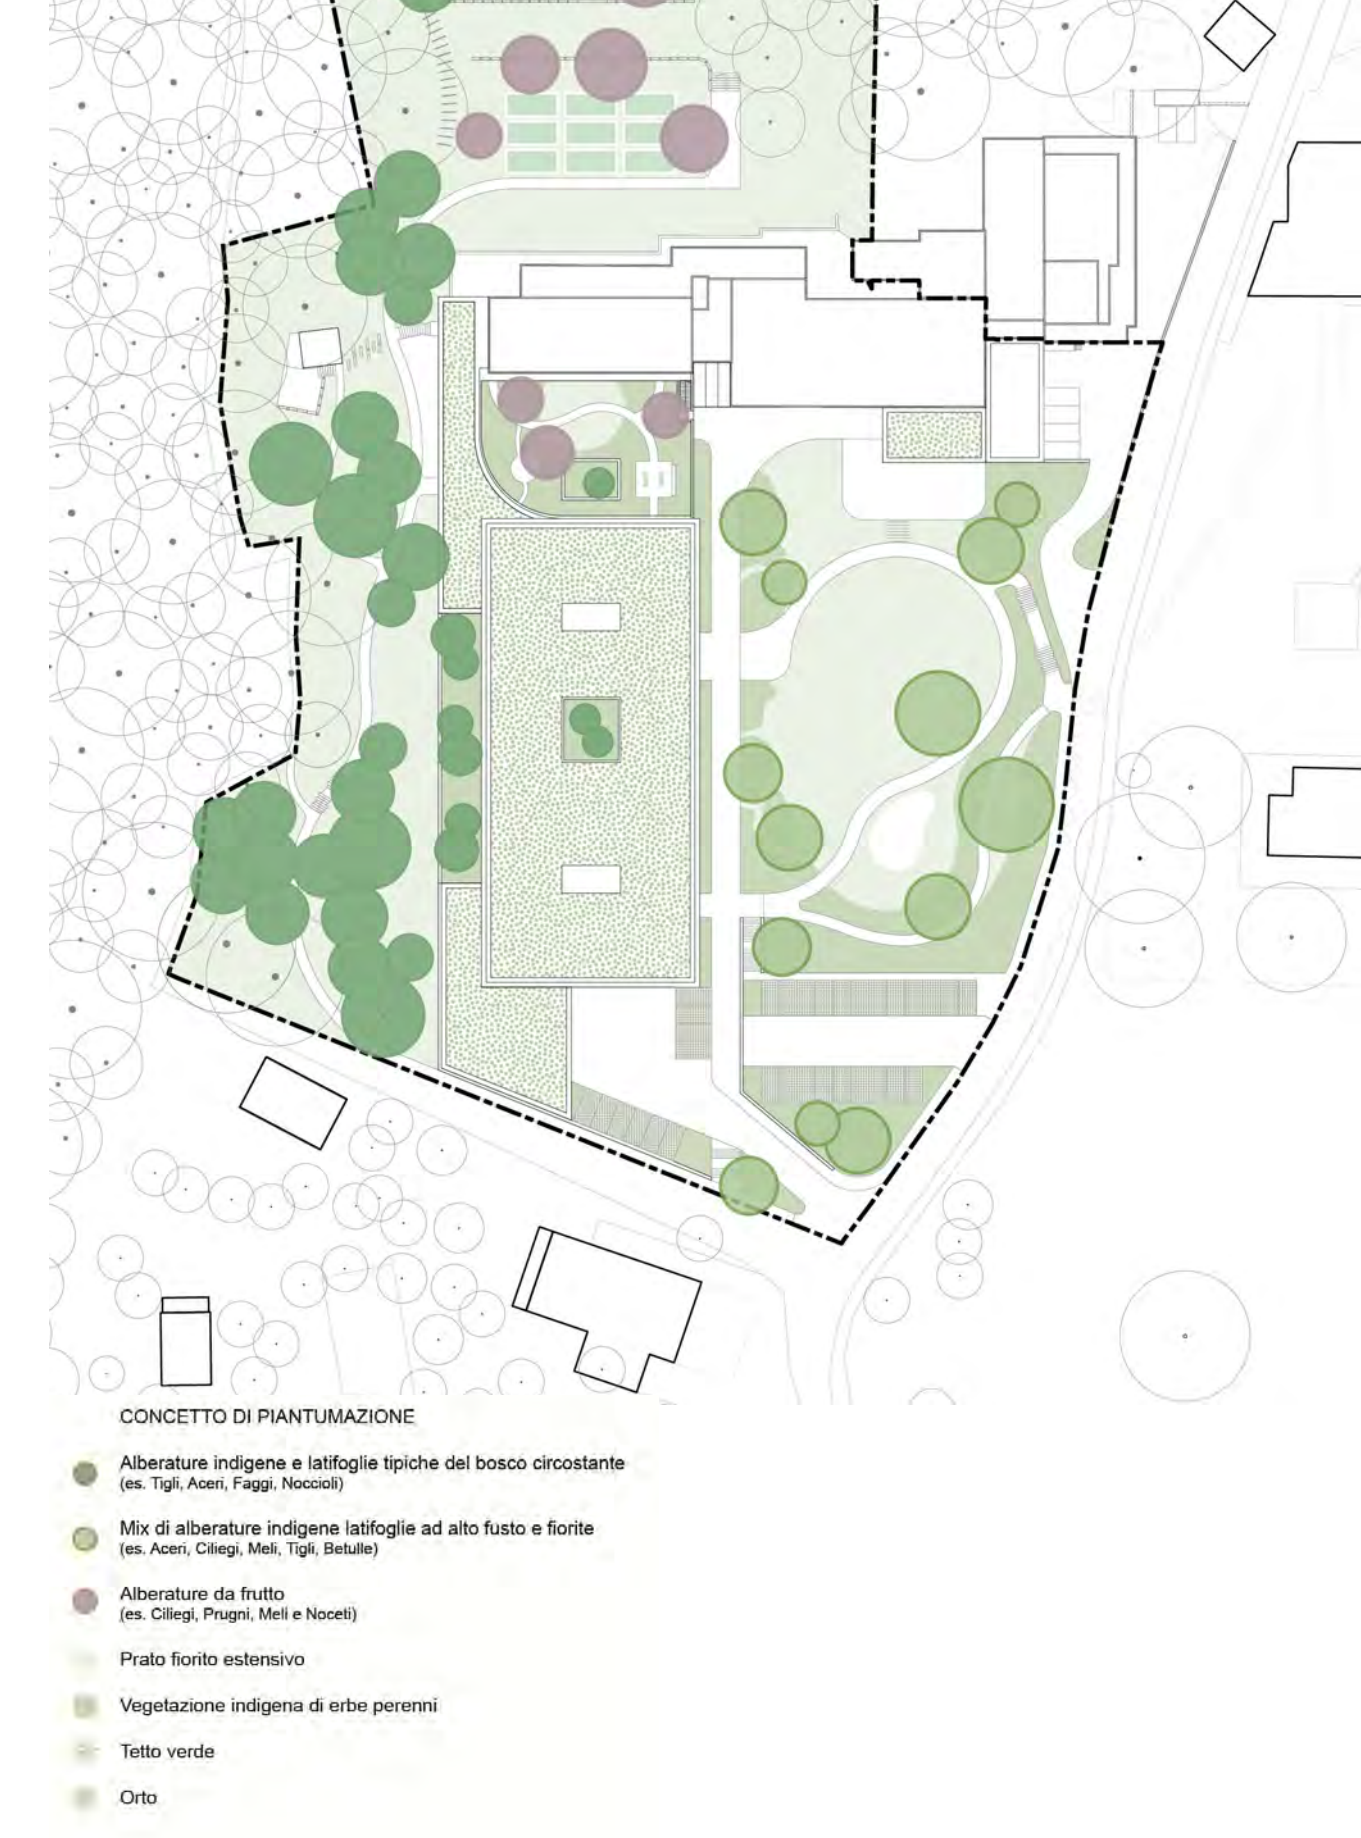 CONCETTO DI PIANTUMAZIONE
Alberature indigene e latifoglie tipiche del bosco circostante
(es. Tigli, Aceri, Faggi, Noccioli)
Mix di alberature indigene latifoglie ad alto fusto e fiorite
(es. Aceri, Ciliegi, Meli, Tigli, Betulle)
Alberature da frutto
(es. Ciliegi, Prugni, Meli e Noceti)
Prato fiorito estensivo
Vegetazione indigena di erbe perenni
Tetto verde
Orto